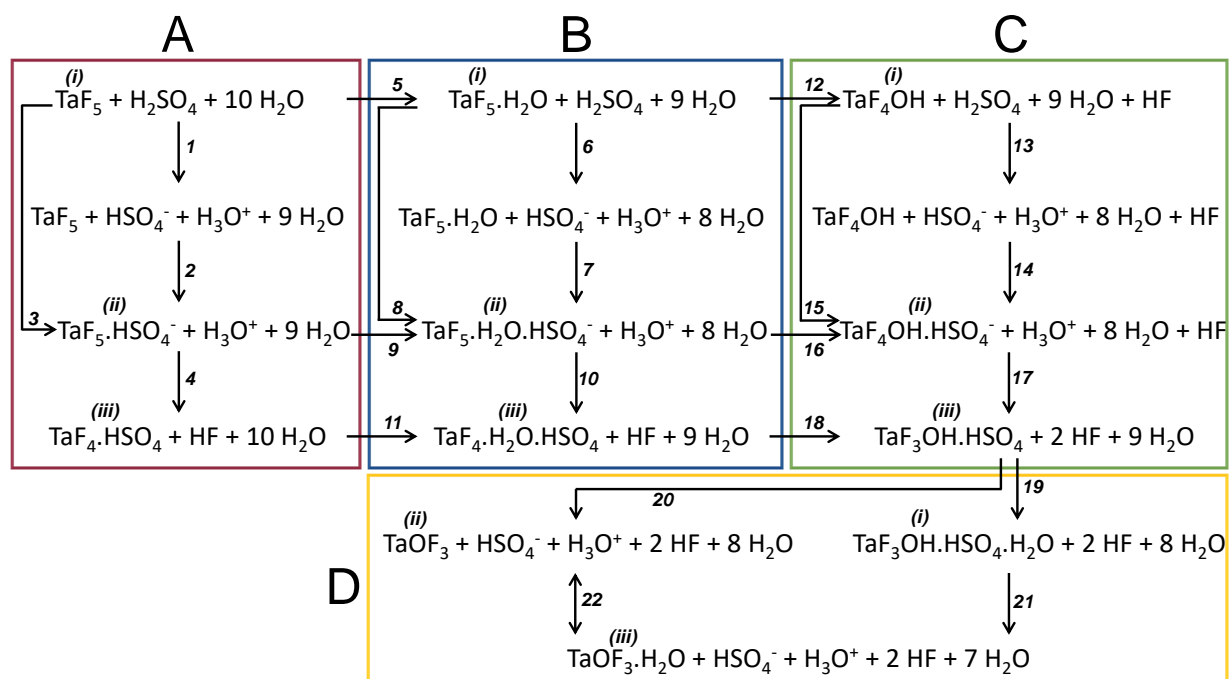 A B C
(i) (i) (i)
TaF₅ + H₂SO₄ + 10 H₂O 5 TaF₅.H₂O + H₂SO₄ + 9 H₂O 12 TaF₄OH + H₂SO₄ + 9 H₂O + HF
1 6 13
TaF₅ + HSO₄⁻ + H₃O⁺ + 9 H₂O TaF₅.H₂O + HSO₄⁻ + H₃O⁺ + 8 H₂O TaF₄OH + HSO₄⁻ + H₃O⁺ + 8 H₂O + HF
2 7 14
(ii) (ii) (ii)
3 TaF₅.HSO₄⁻ + H₃O⁺ + 9 H₂O 8 9 TaF₅.H₂O.HSO₄⁻ + H₃O⁺ + 8 H₂O 15 16 TaF₄OH.HSO₄⁻ + H₃O⁺ + 8 H₂O + HF
4 10 17
(iii) (iii) (iii)
TaF₄.HSO₄ + HF + 10 H₂O 11 TaF₄.H₂O.HSO₄ + HF + 9 H₂O 18 TaF₃OH.HSO₄ + 2 HF + 9 H₂O
20 19
(ii) (i)
TaOF₃ + HSO₄⁻ + H₃O⁺ + 2 HF + 8 H₂O TaF₃OH.HSO₄.H₂O + 2 HF + 8 H₂O
D 22 21
(iii)
TaOF₃.H₂O + HSO₄⁻ + H₃O⁺ + 2 HF + 7 H₂O